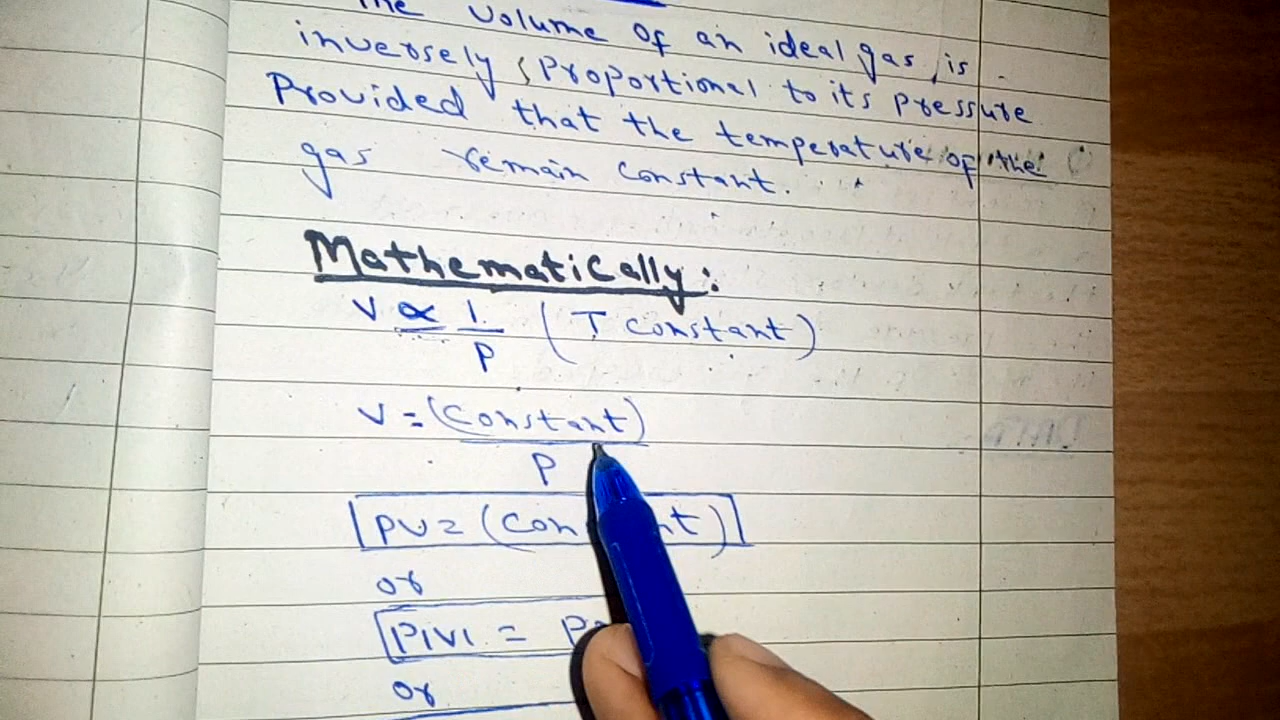 The volume of an ideal gas, is
inversely proportional to its pressure
Provided that the temperature of the
gas remain constant.
Mathematically:
V ∝ 1/P (T constant)
V = (constant)/P
PV = (con t)
or
P1V1 = P
or